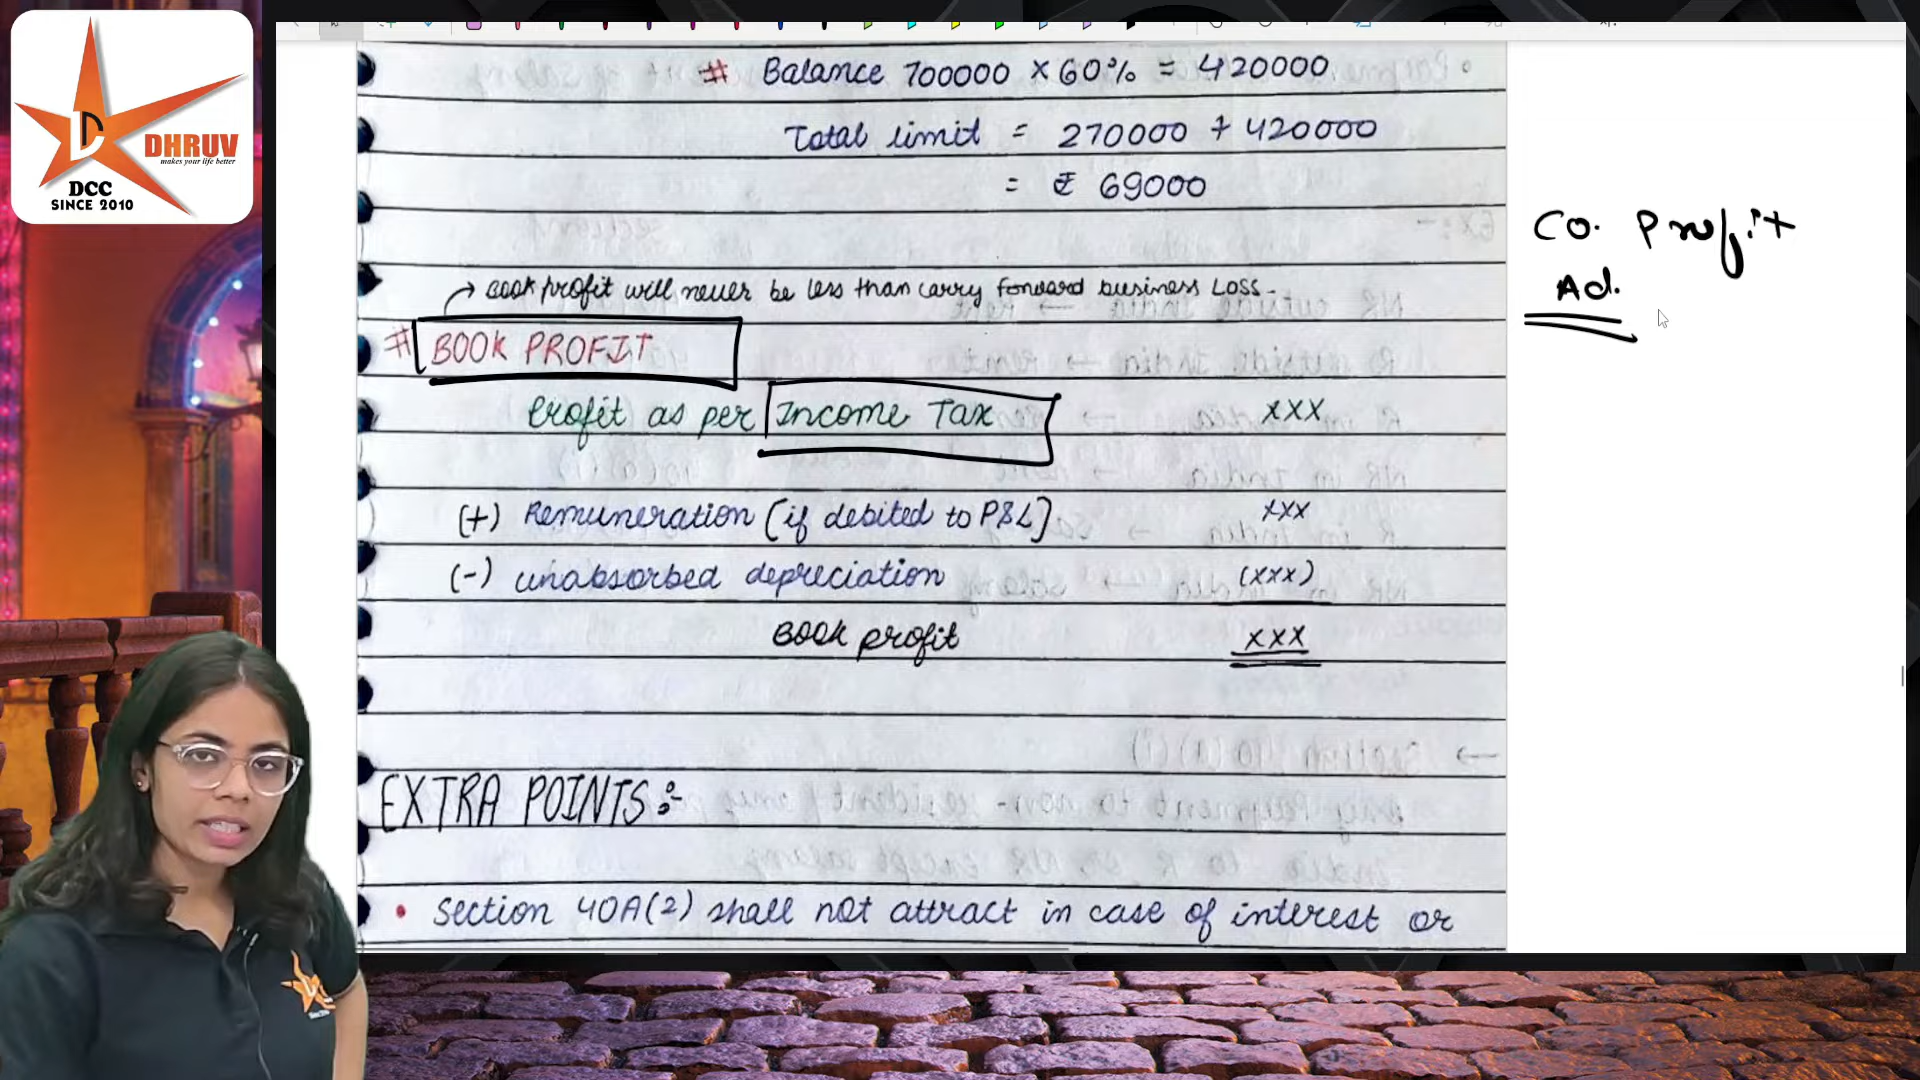 D
DHRUV
makes your life better
DCC
SINCE 2010
# Balance 700000 × 60% = 420000
Total limit = 270000 + 420000
= ₹ 69000
→ Book profit will never be less than carry forward business Loss.
# BOOK PROFIT
Profit as per Income Tax XXX
(+) Remuneration (if debited to P&L) XXX
(-) unabsorbed depreciation (XXX)
Book profit XXX
EXTRA POINTS:-
• Section 40A(2) shall not attract in case of interest or
Co. Profit
Ad.